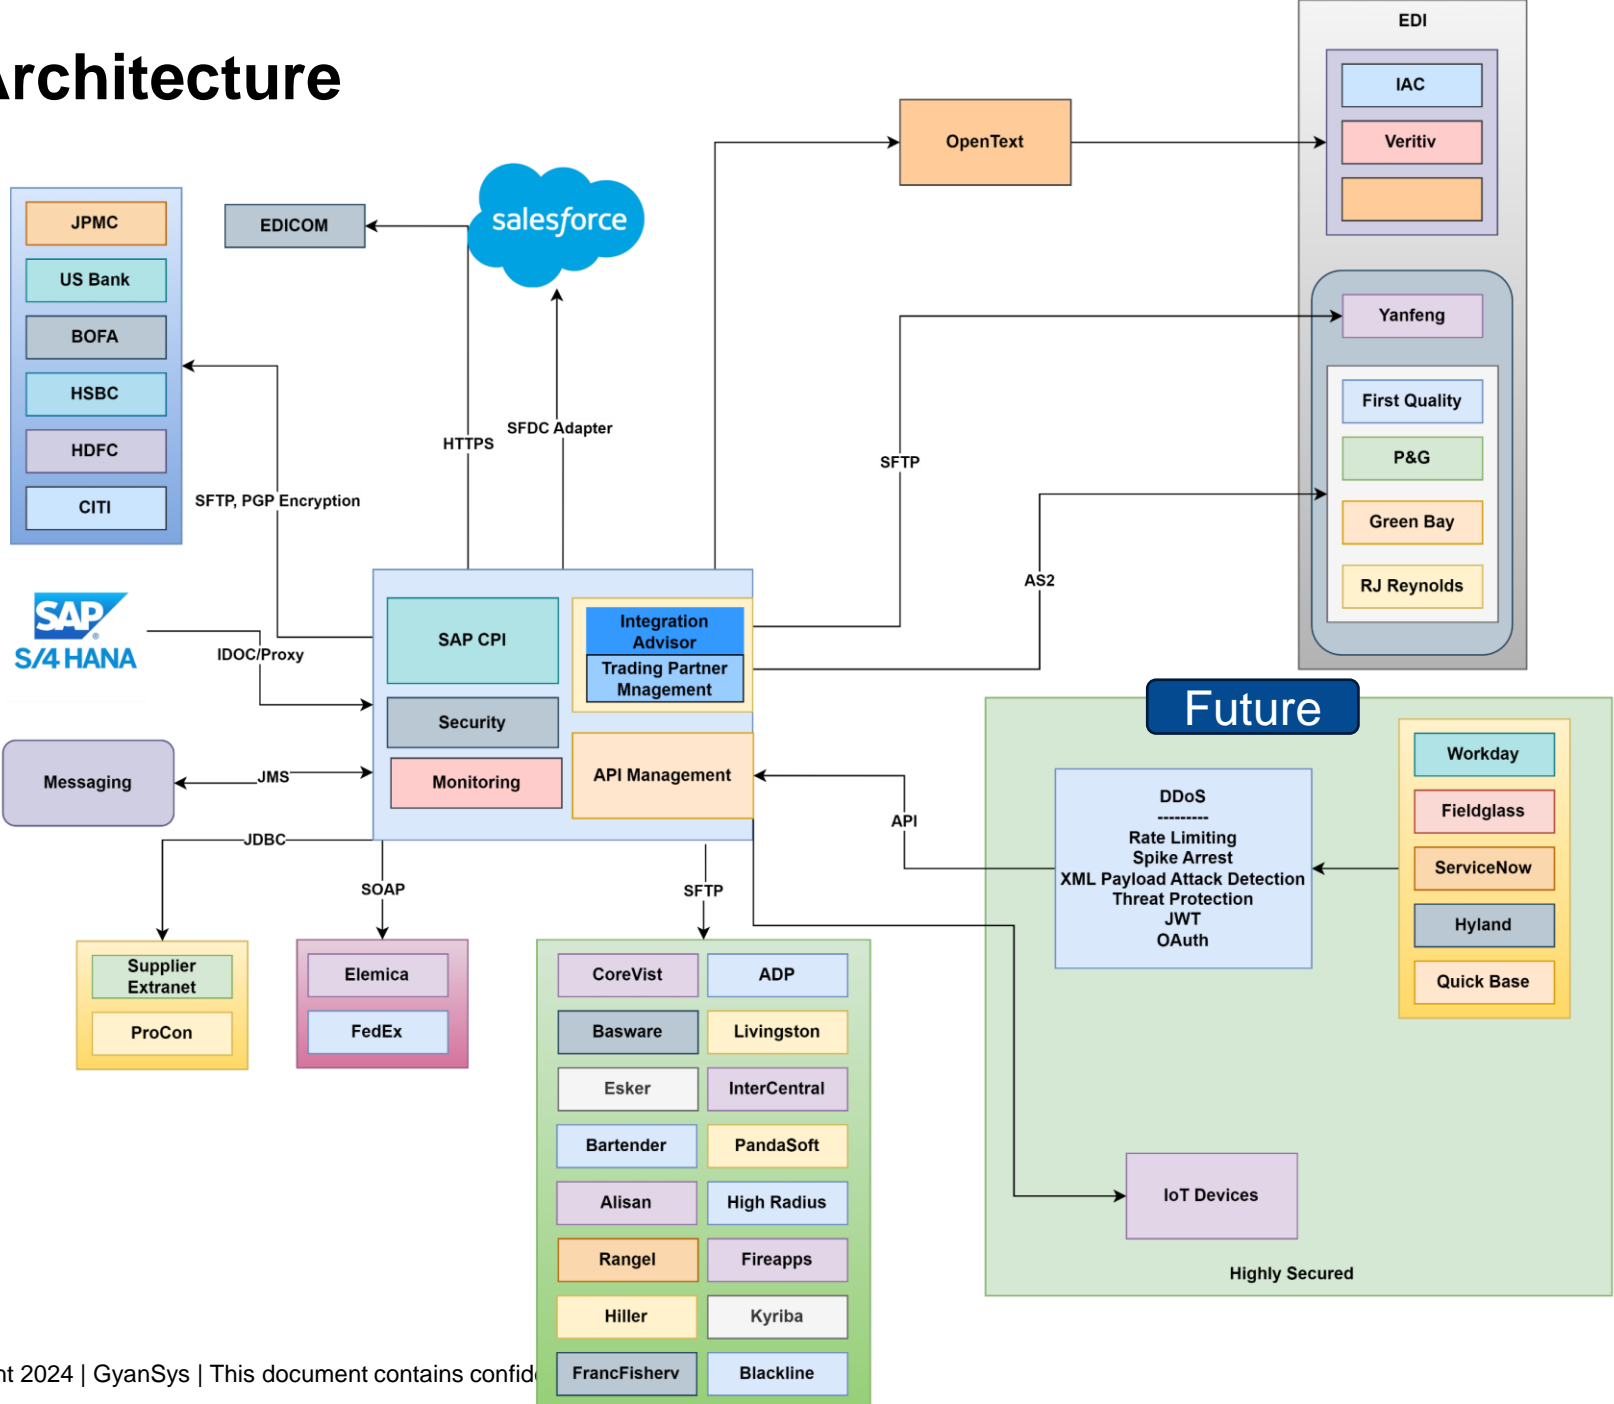 Architecture
EDI
IAC
Veritiv
OpenText
salesforce
EDICOM
JPMC
US Bank
BOFA
HSBC
HDFC
CITI
Yanfeng
First Quality
P&G
Green Bay
RJ Reynolds
HTTPS
SFDC Adapter
SFTP
SFTP, PGP Encryption
AS2
SAP
®
S/4 HANA
IDOC/Proxy
SAP CPI
Integration
Advisor
Trading Partner
Mnagement
Security
Monitoring
API Management
Messaging
JMS
JDBC
SOAP
SFTP
API
Future
DDoS
---------
Rate Limiting
Spike Arrest
XML Payload Attack Detection
Threat Protection
JWT
OAuth
Workday
Fieldglass
ServiceNow
Hyland
Quick Base
Supplier
Extranet
ProCon
Elemica
FedEx
CoreVist
ADP
Basware
Livingston
Esker
InterCentral
Bartender
PandaSoft
Alisan
High Radius
Rangel
Fireapps
Hiller
Kyriba
FrancFisherv
Blackline
IoT Devices
Highly Secured
2024 | GyanSys | This document contains